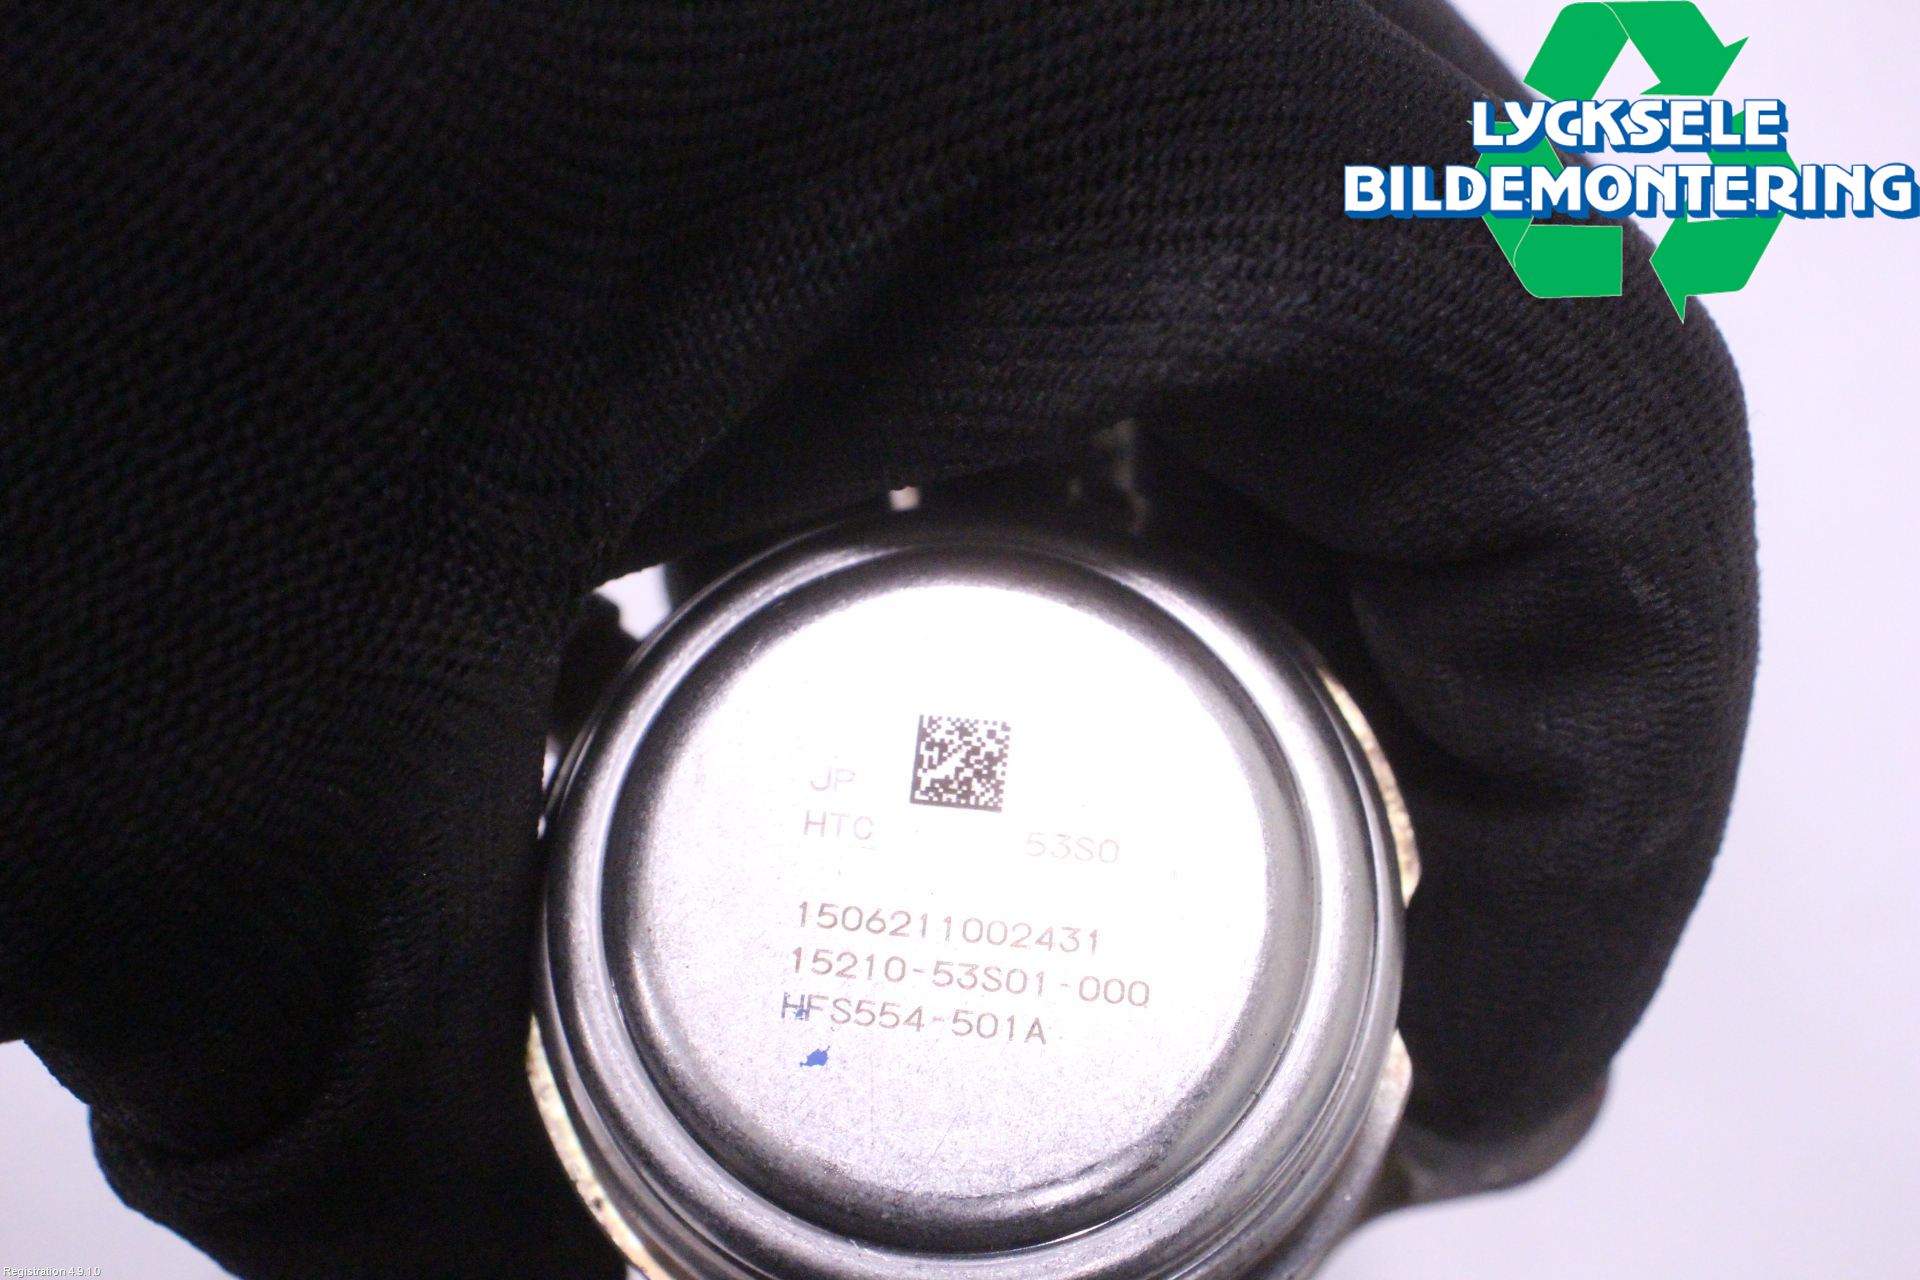 LYCKSELE
BILDEMONTERING
JP
HTC 53S0
1506211002431
15210-53S01-000
HFS554-501A
Registration 4.9.1.0